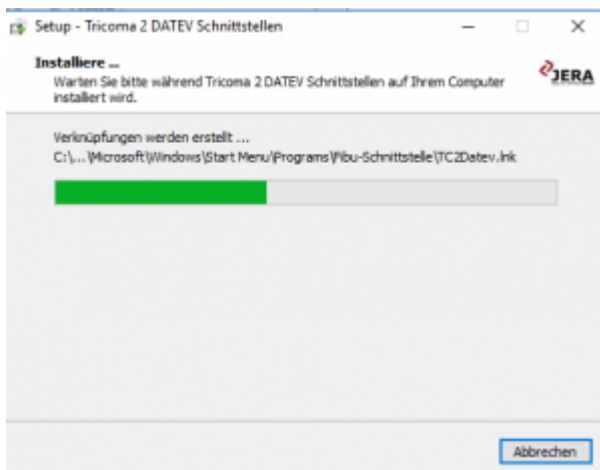 Setup - Tricoma 2 DATEV Schnittstellen
Installiere ...
Warten Sie bitte während Tricoma 2 DATEV Schnittstellen auf Ihrem Computer
installiert wird.
JERA
Verknüpfungen werden erstellt ...
C:\...\Microsoft\Windows\Start Menu\Programs\Fibu-Schnittstelle\TC2Datev.lnk
Abbrechen